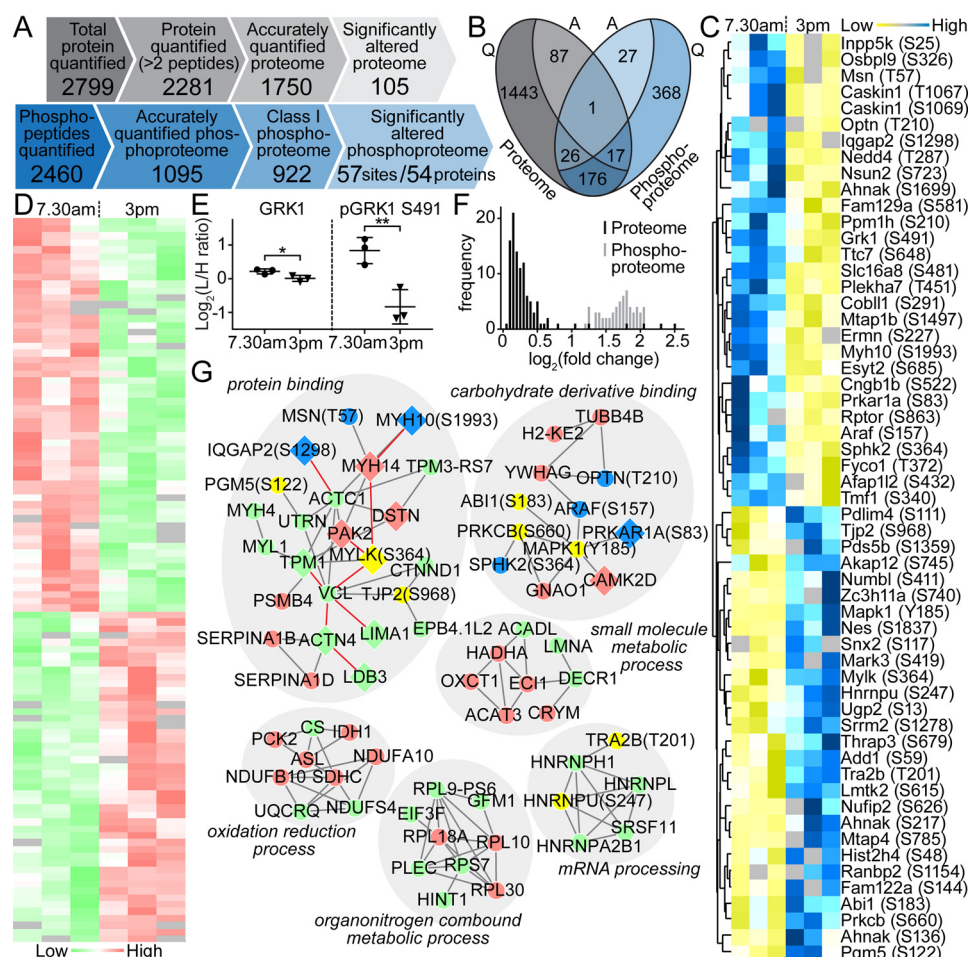 A
Total
protein
quantified
2799
Protein
quantified
(>2 peptides)
2281
Accurately
quantified
proteome
1750
Significantly
altered
proteome
105
Phospho-
peptides
quantified
2460
Accurately
quantified phos-
phoproteome
1095
Class I
phospho-
proteome
922
Significantly
altered
phosphoproteome
57sites/54proteins
B
Q
A
A
Q
87
27
1443
368
1
26
17
176
Proteome
Phospho-
proteome
C
7.30am
3pm
Low
High
Inpp5k (S25)
Osbpl9 (S326)
Msn (T57)
Caskin1 (T1067)
Caskin1 (S1069)
Optn (T210)
Iqgap2 (S1298)
Nedd4 (T287)
Nsun2 (S723)
Ahnak (S1699)
Fam129a (S581)
Ppm1h (S210)
Grk1 (S491)
Ttc7 (S648)
Slc16a8 (S481)
Plekha7 (T451)
Cobll1 (S291)
Mtap1b (S1497)
Ermn (S227)
Myh10 (S1993)
Esyt2 (S685)
Cngb1b (S522)
Prkar1a (S83)
Rptor (S863)
Araf (S157)
Sphk2 (S364)
Fyco1 (T372)
Afap1l2 (S432)
Tmf1 (S340)
Pdlim4 (S111)
Tjp2 (S968)
Pds5b (S1359)
Akap12 (S745)
Numbl (S411)
Zc3h11a (S740)
Mapk1 (Y185)
Nes (S1837)
Snx2 (S117)
Mark3 (S419)
Mylk (S364)
Hnrnpu (S247)
Ugp2 (S13)
Srrm2 (S1278)
Thrap3 (S679)
Add1 (S59)
Tra2b (T201)
Lmtk2 (S615)
Nufip2 (S626)
Ahnak (S217)
Mtap4 (S785)
Hist2h4 (S48)
Ranbp2 (S1154)
Fam122a (S144)
Abi1 (S183)
Prkcb (S660)
Ahnak (S136)
Pgm5 (S122)
D
7.30am
3pm
Low
High
E
GRK1
pGRK1 S491
*
**
Log2(L/H ratio)
1
0
-1
7.30am
3pm
7.30am
3pm
F
Proteome
Phospho-
proteome
frequency
20
10
0
0
0.5
1
1.5
2
2.5
log2(fold change)
G
protein binding
MSN(T57)
MYH10(S1993)
IQGAP2(S1298)
MYH14
TPM3-RS7
PGM5(S122)
ACTC1
MYH4
UTRN
DSTN
PAK2
MYL1
MYLK(S364)
TPM1
CTNND1
VCL
TJP2(S968)
PSMB4
SERPINA1B
ACTN4
LIMA1
EPB4.1L2
SERPINA1D
LDB3
carbohydrate derivative binding
TUBB4B
H2-KE2
YWHAG
OPTN(T210)
ABI1(S183)
ARAF(S157)
PRKCB(S660)
PRKAR1A(S83)
MAPK1(Y185)
SPHK2(S364)
CAMK2D
GNAO1
small molecule
metabolic process
ACADL
LMNA
HADHA
OXCT1
ECI1
DECR1
ACAT3
CRYM
oxidation reduction
process
CS
IDH1
PCK2
ASL
NDUFA10
NDUFB10
SDHC
UQCRQ
NDUFS4
organonitrogen compound
metabolic process
RPL9-PS6
EIF3F
GFM1
RPL18A
RPL10
PLEC
RPS7
RPL30
HINT1
mRNA processing
TRA2B(T201)
HNRNPH1
HNRNPL
HNRNPU(S247)
SRSF11
HNRNPA2B1